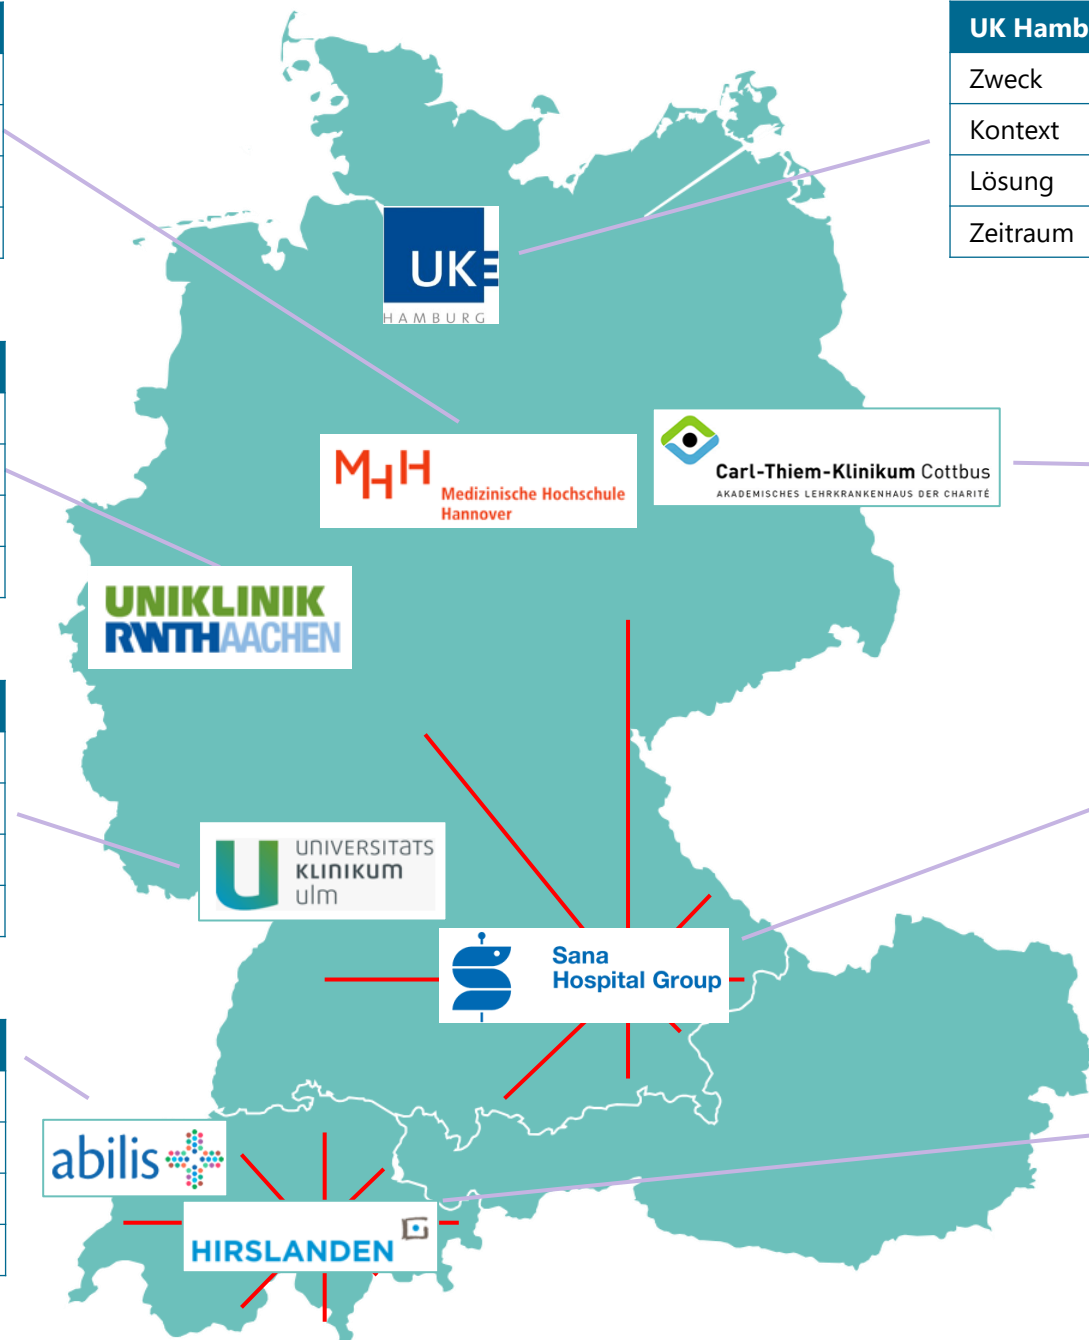 UK Hamb
Zweck
Kontext
Lösung
Zeitraum
UKE
HAMBURG
MHH
Medizinische Hochschule
Hannover
Carl-Thiem-Klinikum Cottbus
AKADEMISCHES LEHRKRANKENHAUS DER CHARITÉ
UNIKLINIK
RWTHAACHEN
UNIVERSITATS
KLINIKUM
ulm
Sana
Hospital Group
abilis
HIRSLANDEN